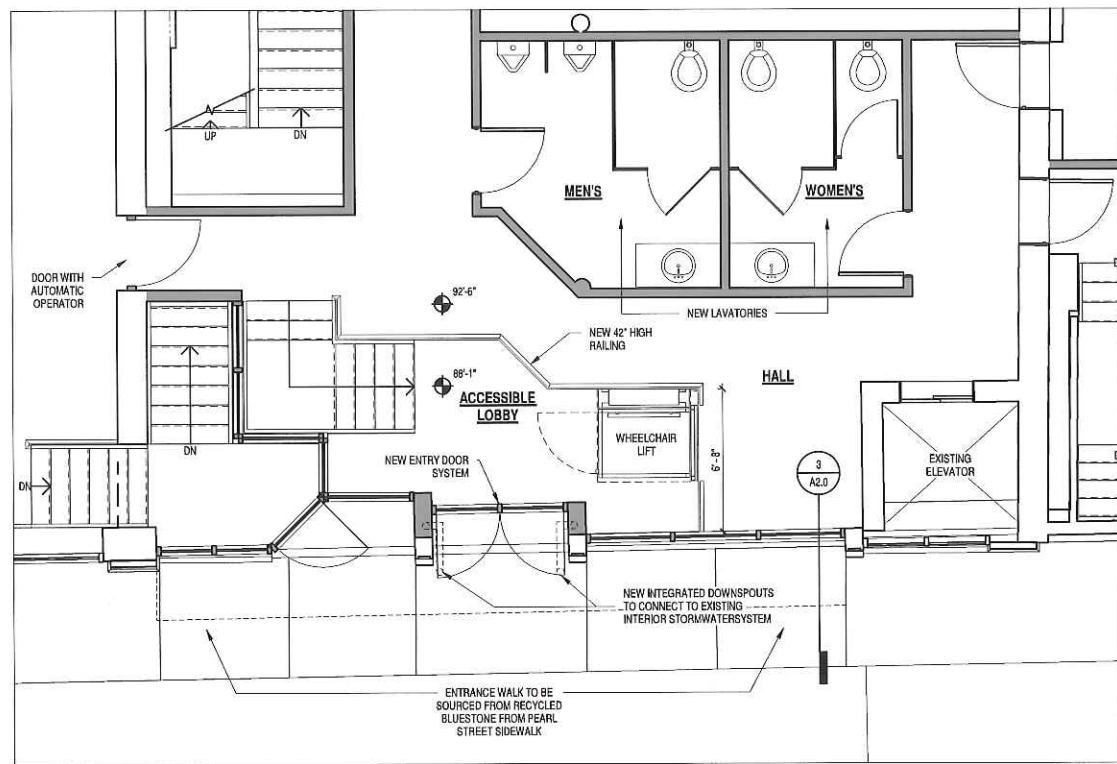 UP
DN
MEN'S
WOMEN'S
DOOR WITH
AUTOMATIC
OPERATOR
92'-6"
NEW LAVATORIES
NEW 42" HIGH
RAILING
88'-1"
ACCESSIBLE
LOBBY
HALL
WHEELCHAIR
LIFT
6'-8"
EXISTING
ELEVATOR
DN
DN
NEW ENTRY DOOR
SYSTEM
3
A2.0
NEW INTEGRATED DOWNSPOUTS
TO CONNECT TO EXISTING
INTERIOR STORMWATERSYSTEM
ENTRANCE WALK TO BE
SOURCED FROM RECYCLED
BLUESTONE FROM PEARL
STREET SIDEWALK